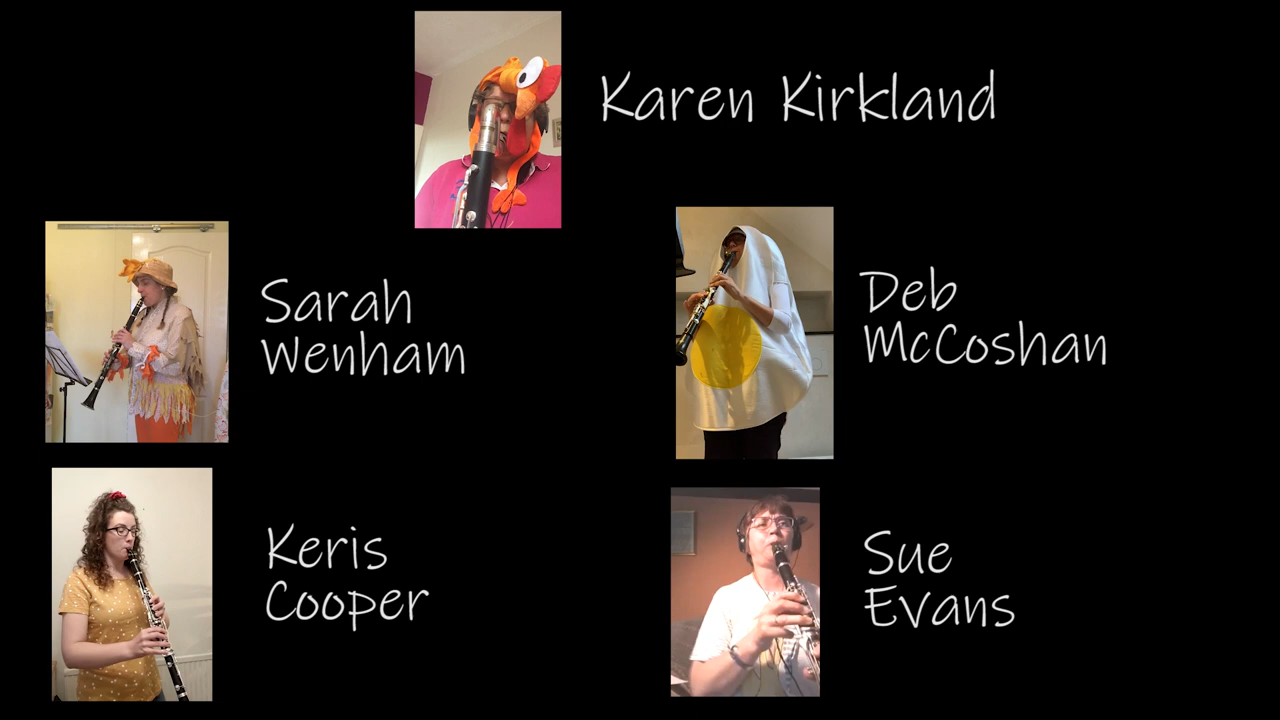 Karen Kirkland
Sarah
Wenham
Deb
McCoshan
Keris
Cooper
Sue
Evans